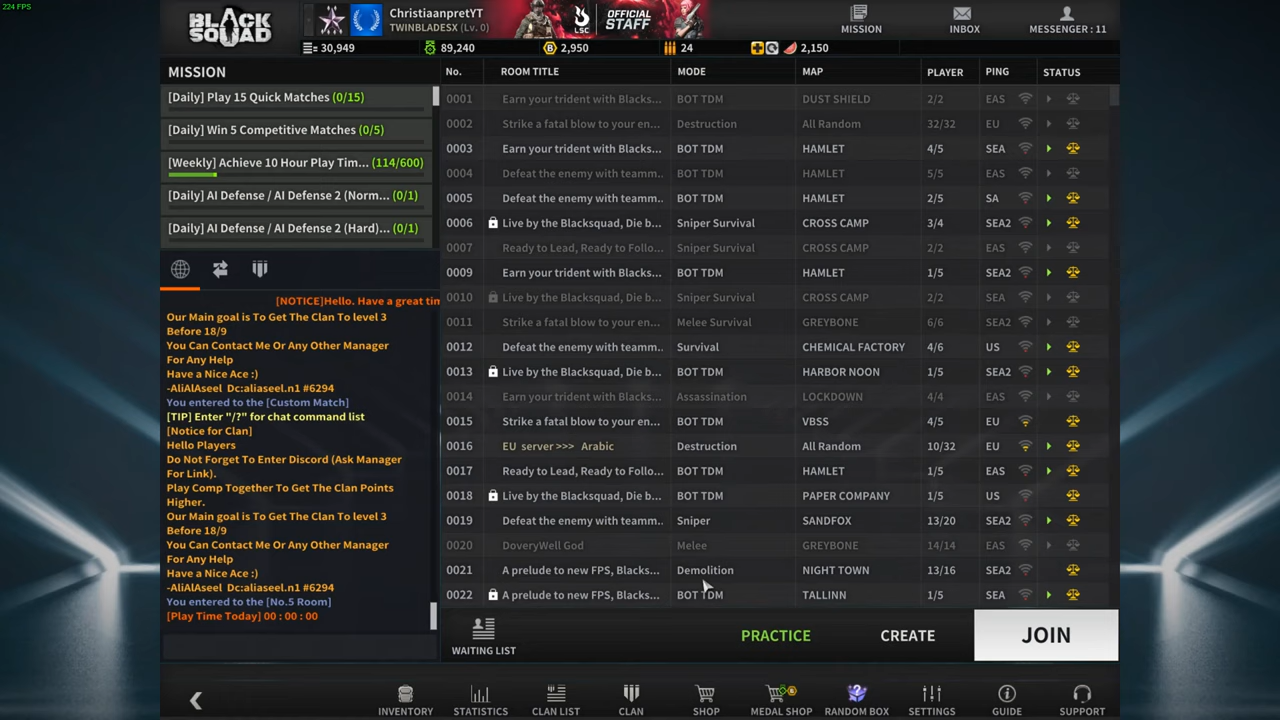 224 FPS
BLACK SQUAD
ChristiaanpretYT
TWINBLADESX (Lv. 0)
LSC
OFFICIAL STAFF
MISSION
INBOX
MESSENGER : 11
30,949
89,240
2,950
24
2,150
MISSION
[Daily] Play 15 Quick Matches (0/15)
[Daily] Win 5 Competitive Matches (0/5)
[Weekly] Achieve 10 Hour Play Tim... (114/600)
[Daily] AI Defense / AI Defense 2 (Norm... (0/1)
[Daily] AI Defense / AI Defense 2 (Hard)... (0/1)
[NOTICE]Hello. Have a great tim
Our Main goal is To Get The Clan To level 3
Before 18/9
You Can Contact Me Or Any Other Manager
For Any Help
Have a Nice Ace :)
-AliAlAseel Dc:aliaseel.n1 #6294
You entered to the [Custom Match]
[TIP] Enter "/?" for chat command list
[Notice for Clan]
Hello Players
Do Not Forget To Enter Discord (Ask Manager
For Link).
Play Comp Together To Get The Clan Points
Higher.
Our Main goal is To Get The Clan To level 3
Before 18/9
You Can Contact Me Or Any Other Manager
For Any Help
Have a Nice Ace :)
-AliAlAseel Dc:aliaseel.n1 #6294
You entered to the [No.5 Room]
[Play Time Today] 00 : 00 : 00
No. ROOM TITLE MODE MAP PLAYER PING STATUS
0001 Earn your trident with Blacks... BOT TDM DUST SHIELD 2/2 EAS
0002 Strike a fatal blow to your en... Destruction All Random 32/32 EU
0003 Earn your trident with Blacks... BOT TDM HAMLET 4/5 SEA
0004 Defeat the enemy with teamm... BOT TDM HAMLET 5/5 SEA
0005 Defeat the enemy with teamm... BOT TDM HAMLET 2/5 SA
0006 Live by the Blacksquad, Die b... Sniper Survival CROSS CAMP 3/4 SEA2
0007 Ready to Lead, Ready to Follo... Sniper Survival CROSS CAMP 2/2 EAS
0009 Earn your trident with Blacks... BOT TDM HAMLET 1/5 SEA2
0010 Live by the Blacksquad, Die b... Sniper Survival CROSS CAMP 2/2 SEA
0011 Strike a fatal blow to your en... Melee Survival GREYBONE 6/6 SEA2
0012 Defeat the enemy with teamm... Survival CHEMICAL FACTORY 4/6 US
0013 Live by the Blacksquad, Die b... BOT TDM HARBOR NOON 1/5 SEA2
0014 Earn your trident with Blacks... Assassination LOCKDOWN 4/4 EAS
0015 Strike a fatal blow to your en... BOT TDM VBSS 4/5 EU
0016 EU server>>> Arabic Destruction All Random 10/32 EU
0017 Ready to Lead, Ready to Follo... BOT TDM HAMLET 1/5 EAS
0018 Live by the Blacksquad, Die b... BOT TDM PAPER COMPANY 1/5 US
0019 Defeat the enemy with teamm... Sniper SANDFOX 13/20 SEA2
0020 DoveryWell God Melee GREYBONE 14/14 EAS
0021 A prelude to new FPS, Blacks... Demolition NIGHT TOWN 13/16 SEA2
0022 A prelude to new FPS, Blacks... BOT TDM TALLINN 1/5 SEA
WAITING LIST
PRACTICE
CREATE
JOIN
INVENTORY
STATISTICS
CLAN LIST
CLAN
SHOP
MEDAL SHOP
RANDOM BOX
SETTINGS
GUIDE
SUPPORT